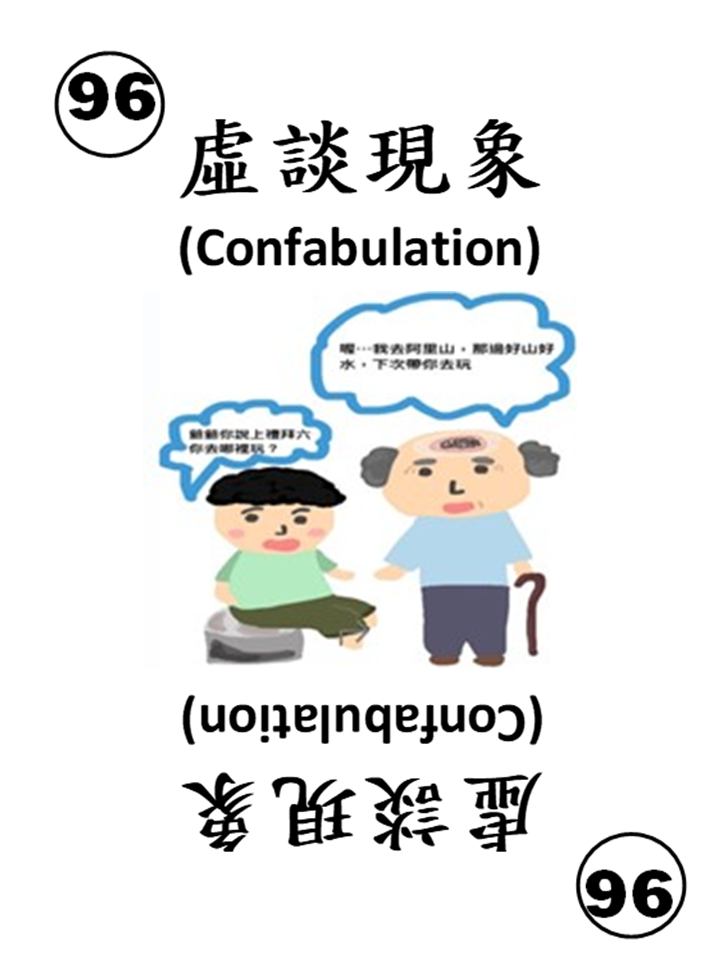 96
虛談現象
(Confabulation)
喔…我去阿里山，那邊好山好
水，下次帶你去玩
爺爺你說上禮拜六
你去哪裡玩？
(Confabulation)
虛談現象
96